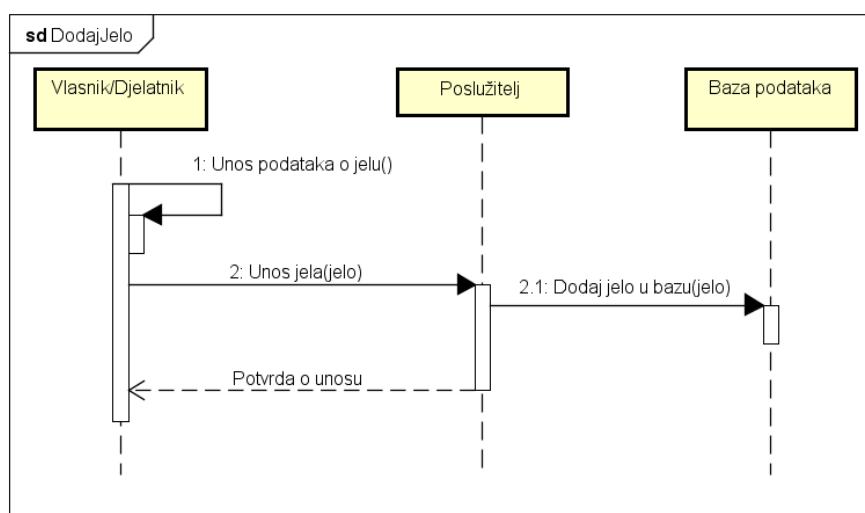 sd DodajJelo
Vlasnik/Djelatnik
Poslužitelj
Baza podataka
1: Unos podataka o jelu()
2: Unos jela(jelo)
2.1: Dodaj jelo u bazu(jelo)
Potvrda o unosu